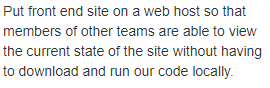 Put front end site on a web host so that
members of other teams are able to view
the current state of the site without having
to download and run our code locally.